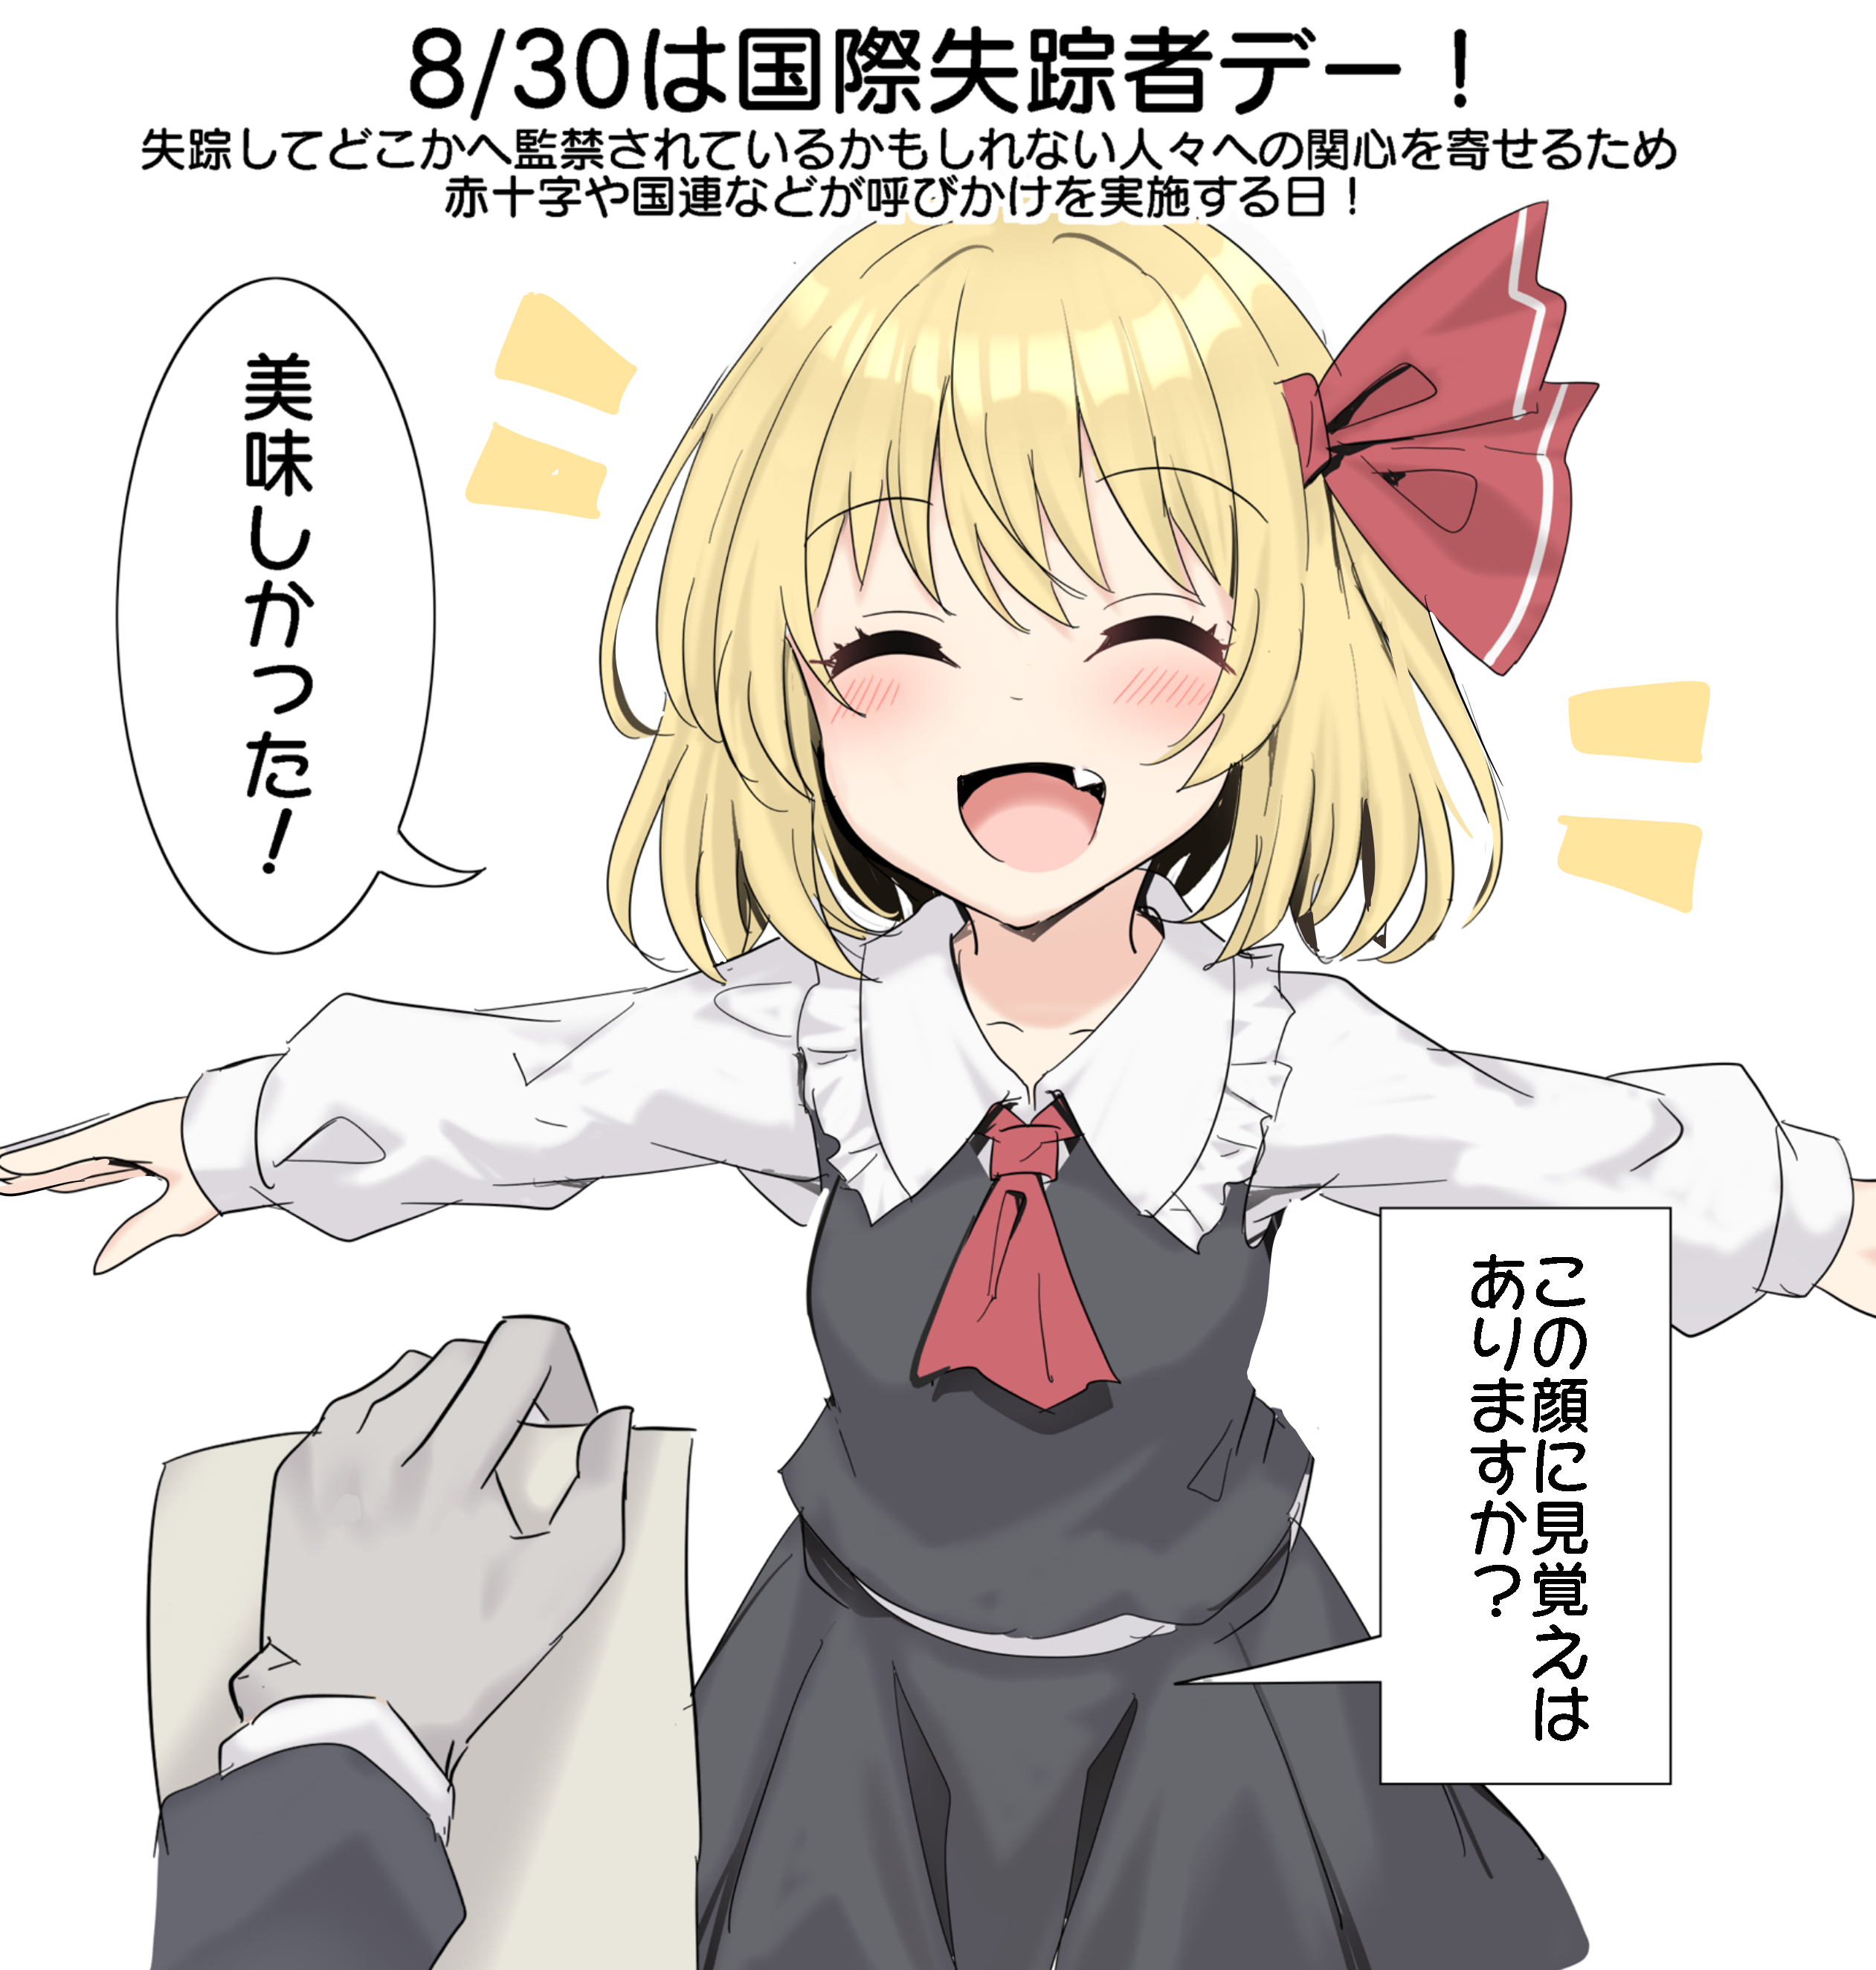 8/30は国際失踪者デー！
失踪してどこかへ監禁されているかもしれない人々への関心を寄せるため
赤十字や国連などが呼びかけを実施する日！
美味しかった！
この顔に見覚えは
ありますか？